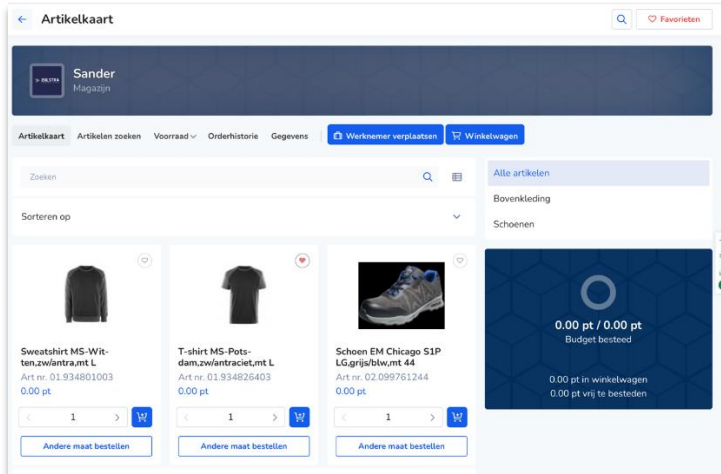 Artikelkaart
Favorieten
Sander
Magazijn
Artikelkaart Artikelen zoeken Voorraad Orderhistorie Gegevens Werknemer verplaatsen Winkelwagen
Zoeken
Alle artikelen
Bovenkleding
Schoenen
Sorteren op
Sweatshirt MS-Wit-
ten,zw/antra,mt L
Art nr. 01.934801003
0.00 pt
1
Andere maat bestellen
T-shirt MS-Pots-
dam,zw/antraciet,mt L
Art nr. 01.934826403
0.00 pt
1
Andere maat bestellen
Schoen EM Chicago S1P
LG,grijs/blw,mt 44
Art nr. 02.099761244
0.00 pt
1
Andere maat bestellen
0.00 pt / 0.00 pt
Budget besteed
0.00 pt in winkelwagen
0.00 pt vrij te besteden